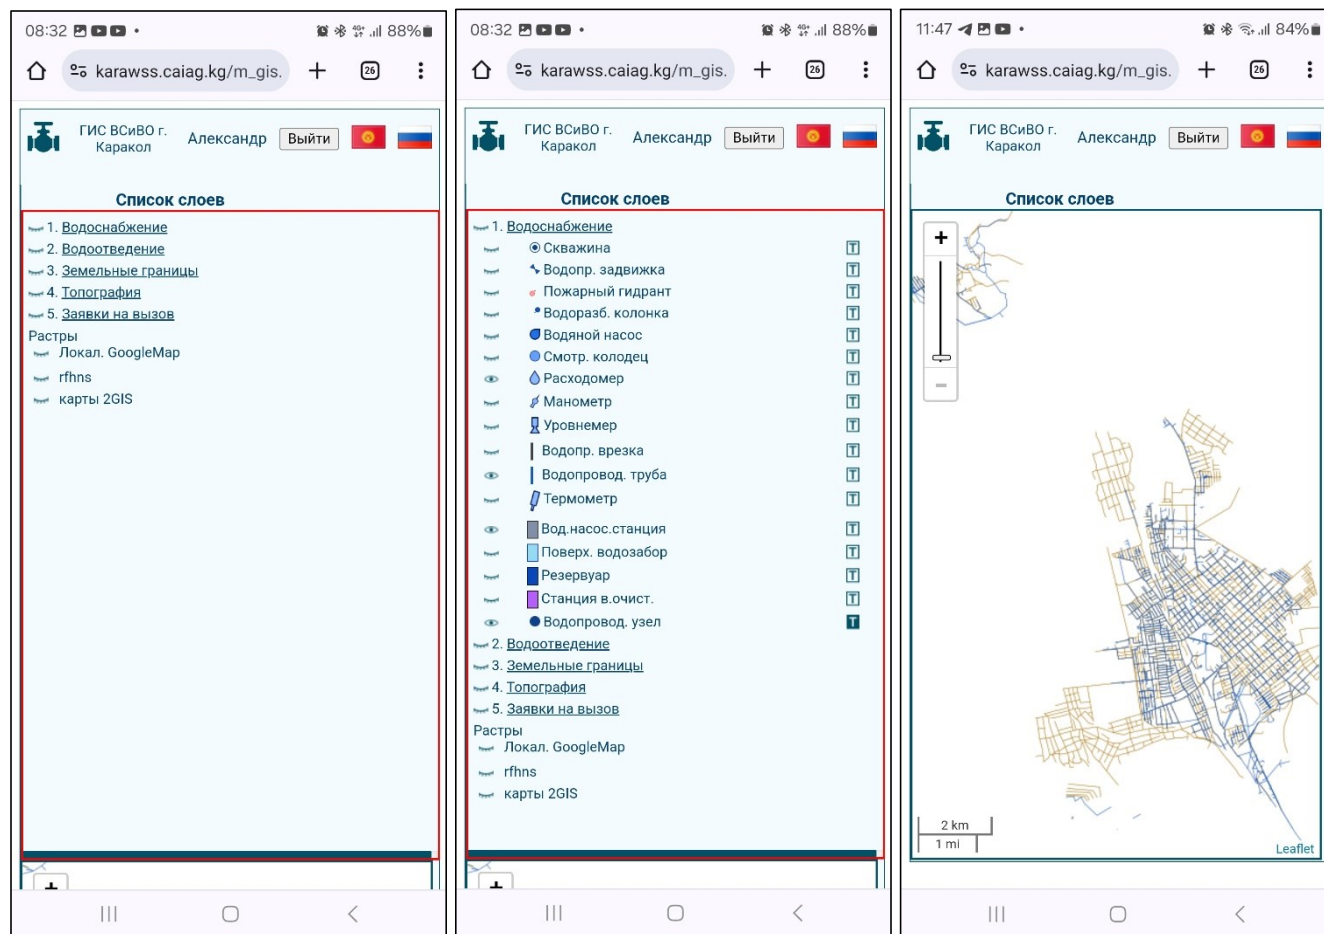 08:32
88%
karawss.caiag.kg/m_gis.
26
ГИС ВСиВО г.
Каракол
Александр
Выйти
Список слоев
1. Водоснабжение
2. Водоотведение
3. Земельные границы
4. Топография
5. Заявки на вызов
Растры
Локал. GoogleMap
rfhns
карты 2GIS
+
08:32
4G+
88%
karawss.caiag.kg/m_gis.
26
ГИС ВСиВО г.
Каракол
Александр
Выйти
Список слоев
1. Водоснабжение
Скважина T
Водопр. задвижка T
Пожарный гидрант T
Водоразб. колонка T
Водяной насос T
Смотр. колодец T
Расходомер T
Манометр T
Уровнемер T
Водопр. врезка T
Водопровод. труба T
Термометр T
Вод.насос.станция T
Поверх. водозабор T
Резервуар T
Станция в.очист. T
Водопровод. узел T
2. Водоотведение
3. Земельные границы
4. Топография
5. Заявки на вызов
Растры
Локал. GoogleMap
rfhns
карты 2GIS
+
11:47
84%
karawss.caiag.kg/m_gis.
26
ГИС ВСиВО г.
Каракол
Александр
Выйти
Список слоев
+
−
2 km
1 mi
Leaflet